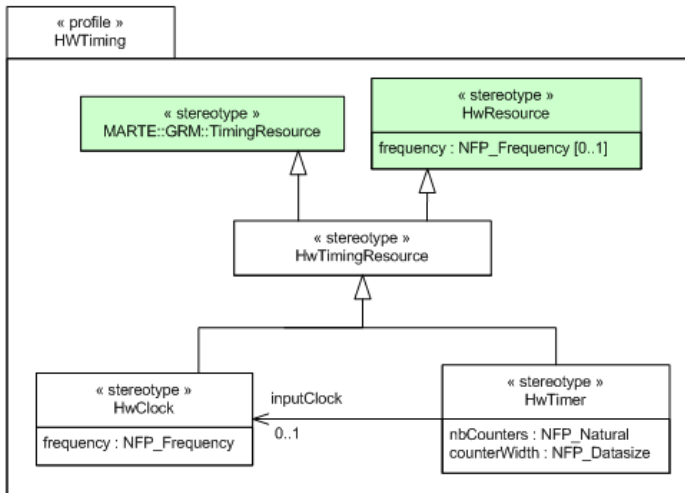 « profile »
HWTiming
« stereotype »
MARTE::GRM::TimingResource
« stereotype »
HwResource
frequency : NFP_Frequency [0..1]
« stereotype »
HwTimingResource
« stereotype »
HwClock
frequency : NFP_Frequency
inputClock
0..1
« stereotype »
HwTimer
nbCounters : NFP_Natural
counterWidth : NFP_Datasize